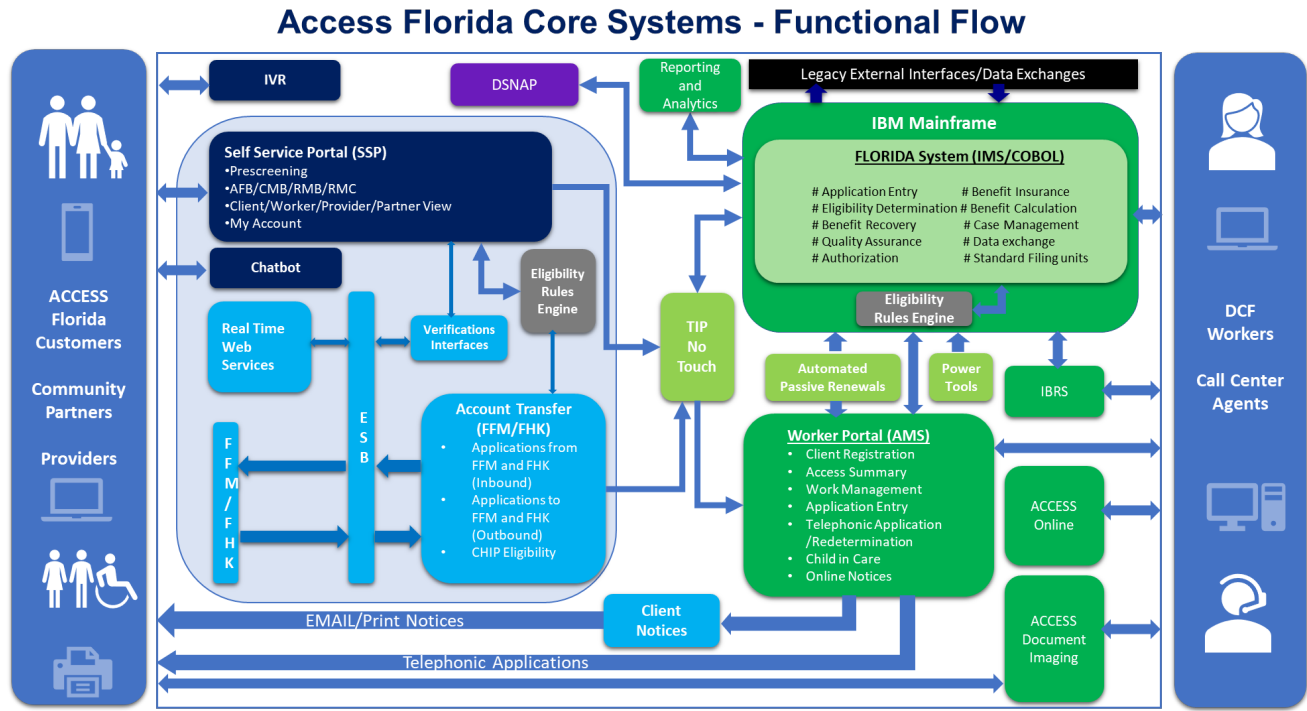 Access Florida Core Systems - Functional Flow
ACCESS
Florida
Customers
Community
Partners
Providers
IVR
DSNAP
Reporting
and
Analytics
Legacy External Interfaces/Data Exchanges
Self Service Portal (SSP)
•Prescreening
•AFB/CMB/RMB/RMC
•Client/Worker/Provider/Partner View
•My Account
Chatbot
Eligibility
Rules
Engine
Real Time
Web
Services
Verifications
Interfaces
E
S
B
F
F
M
/
F
H
K
Account Transfer
(FFM/FHK)
• Applications from
FFM and FHK
(Inbound)
• Applications to
FFM and FHK
(Outbound)
• CHIP Eligibility
TIP
No
Touch
IBM Mainframe
FLORIDA System (IMS/COBOL)
# Application Entry # Benefit Insurance
# Eligibility Determination # Benefit Calculation
# Benefit Recovery # Case Management
# Quality Assurance # Data exchange
# Authorization # Standard Filing units
Eligibility
Rules Engine
Automated
Passive Renewals
Power
Tools
IBRS
Worker Portal (AMS)
• Client Registration
• Access Summary
• Work Management
• Application Entry
• Telephonic Application
/Redetermination
• Child in Care
• Online Notices
ACCESS
Online
ACCESS
Document
Imaging
Client
Notices
EMAIL/Print Notices
Telephonic Applications
DCF
Workers
Call Center
Agents